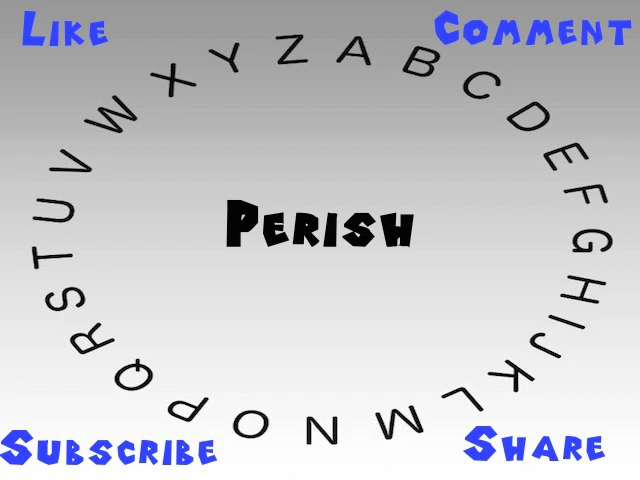 Like
Comment
A B C D E F G H I J K L M N O P Q R S T U V W X Y Z
Perish
Subscribe
Share